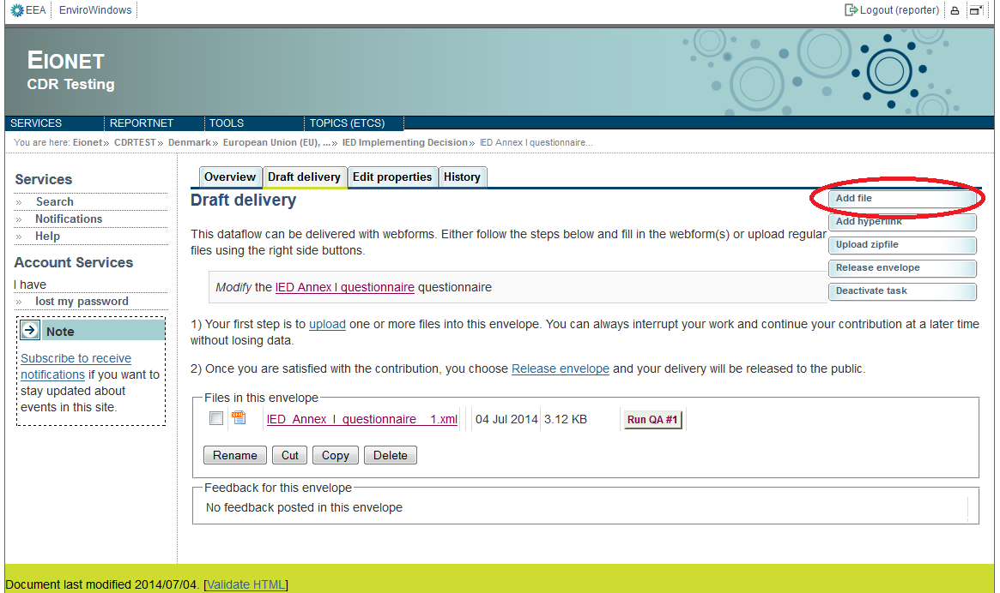 EEA EnviroWindows Logout (reporter)
EIONET
CDR Testing
SERVICES REPORTNET TOOLS TOPICS (ETCS)
You are here: Eionet» CDRTEST» Denmark» European Union (EU), ...» IED Implementing Decision» IED Annex I questionnaire...
Services
» Search
» Notifications
» Help
Account Services
I have
» lost my password
Note
Subscribe to receive
notifications if you want to
stay updated about
events in this site.
Overview Draft delivery Edit properties History
Draft delivery
Add file
Add hyperlink
Upload zipfile
Release envelope
Deactivate task
This dataflow can be delivered with webforms. Either follow the steps below and fill in the webform(s) or upload regular
files using the right side buttons.
Modify the IED Annex I questionnaire questionnaire
1) Your first step is to upload one or more files into this envelope. You can always interrupt your work and continue your contribution at a later time
without losing data.
2) Once you are satisfied with the contribution, you choose Release envelope and your delivery will be released to the public.
Files in this envelope
IED_Annex_I_questionnaire__1.xml 04 Jul 2014 3.12 KB Run QA #1
Rename Cut Copy Delete
Feedback for this envelope
No feedback posted in this envelope
Document last modified 2014/07/04. [Validate HTML]